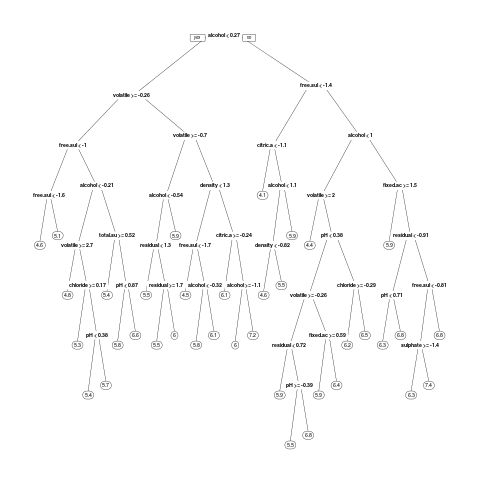 yes alcohol < 0.27 no
free.sul < -1.4
volatile >= -0.26
volatile >= -0.7
alcohol < 1
free.sul < -1
citric.a < -1.1
alcohol < -0.21
density < 1.3
alcohol < 1.1
fixed.ac >= 1.5
free.sul < -1.6
alcohol < -0.54
4.1
volatile >= 2
total.su >= 0.52
5.9
citric.a >= -0.24
5.9
pH < 0.38
residual < -0.91
4.6
5.1
volatile < 2.7
residual < 1.3
free.sul < -1.7
density < -0.82
4.4
5.9
chloride < 0.17
pH < 0.87
residual >= 1.7
alcohol < -0.32
alcohol < -1.1
5.5
chloride >= -0.29
free.sul < -0.81
4.8
5.4
5.5
4.5
6.1
4.6
volatile >= -0.26
pH < 0.71
pH < 0.38
6.6
6
6.1
7.2
fixed.ac >= 0.59
6.5
6.8
6.8
5.3
5.8
5.5
5.8
6
residual < 0.72
6.2
6.3
sulphate >= -1.4
5.7
pH >= -0.39
6.4
7.4
5.4
5.9
5.9
6.3
6.8
5.5